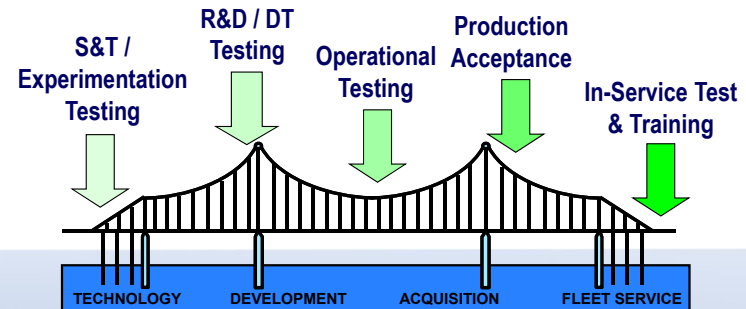 S&T /
Experimentation
Testing
R&D / DT
Testing
Operational
Testing
Production
Acceptance
In-Service Test
& Training
TECHNOLOGY
DEVELOPMENT
ACQUISITION
FLEET SERVICE